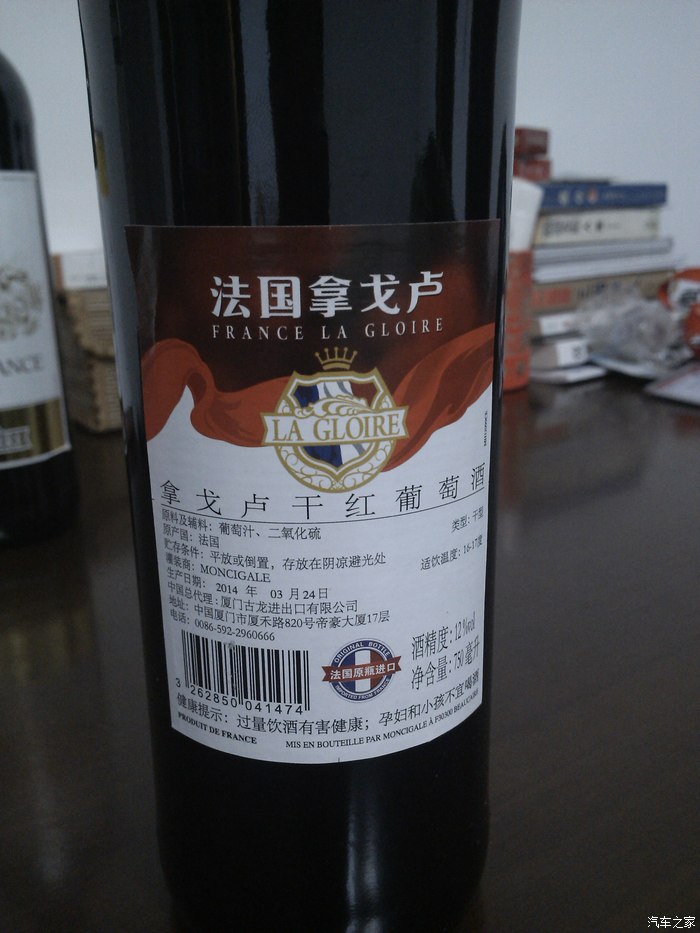 法国拿戈卢
FRANCE LA GLOIRE
LA GLOIRE
拿戈卢干红葡萄酒
原料及辅料：葡萄汁、二氧化硫
类型：干型
原产国：法国
贮存条件：平放或倒置，存放在阴凉避光处
适饮温度：16-17度
灌装商：MONCIGALE
生产日期： 2014 年 03 月24日
中国总代理：厦门古龙进出口有限公司
地址：中国厦门市厦禾路820号帝豪大厦17层
电话：0086-592-2960666
酒精度：12%vol
净含量：750毫升
ORIGINAL BOTTLE
法国原瓶进口
IMPORTED FROM FRANCE
3 262850 041474
健康提示：过量饮酒有害健康；孕妇和小孩不宜喝酒
PRODUIT DE FRANCE
MIS EN BOUTEILLE PAR MONCIGALE À F30300 BEAUCAIRE
ANCE
汽车之家